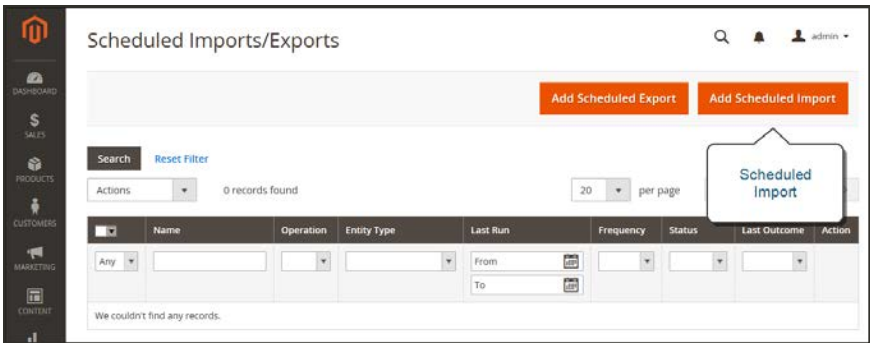 Scheduled Imports/Exports
admin
DASHBOARD
SALES
PRODUCTS
CUSTOMERS
MARKETING
CONTENT
Add Scheduled Export
Add Scheduled Import
Search
Reset Filter
Scheduled
Import
Actions
0 records found
20
per page
Name
Operation
Entity Type
Last Run
Frequency
Status
Last Outcome
Action
Any
From
To
We couldn't find any records.